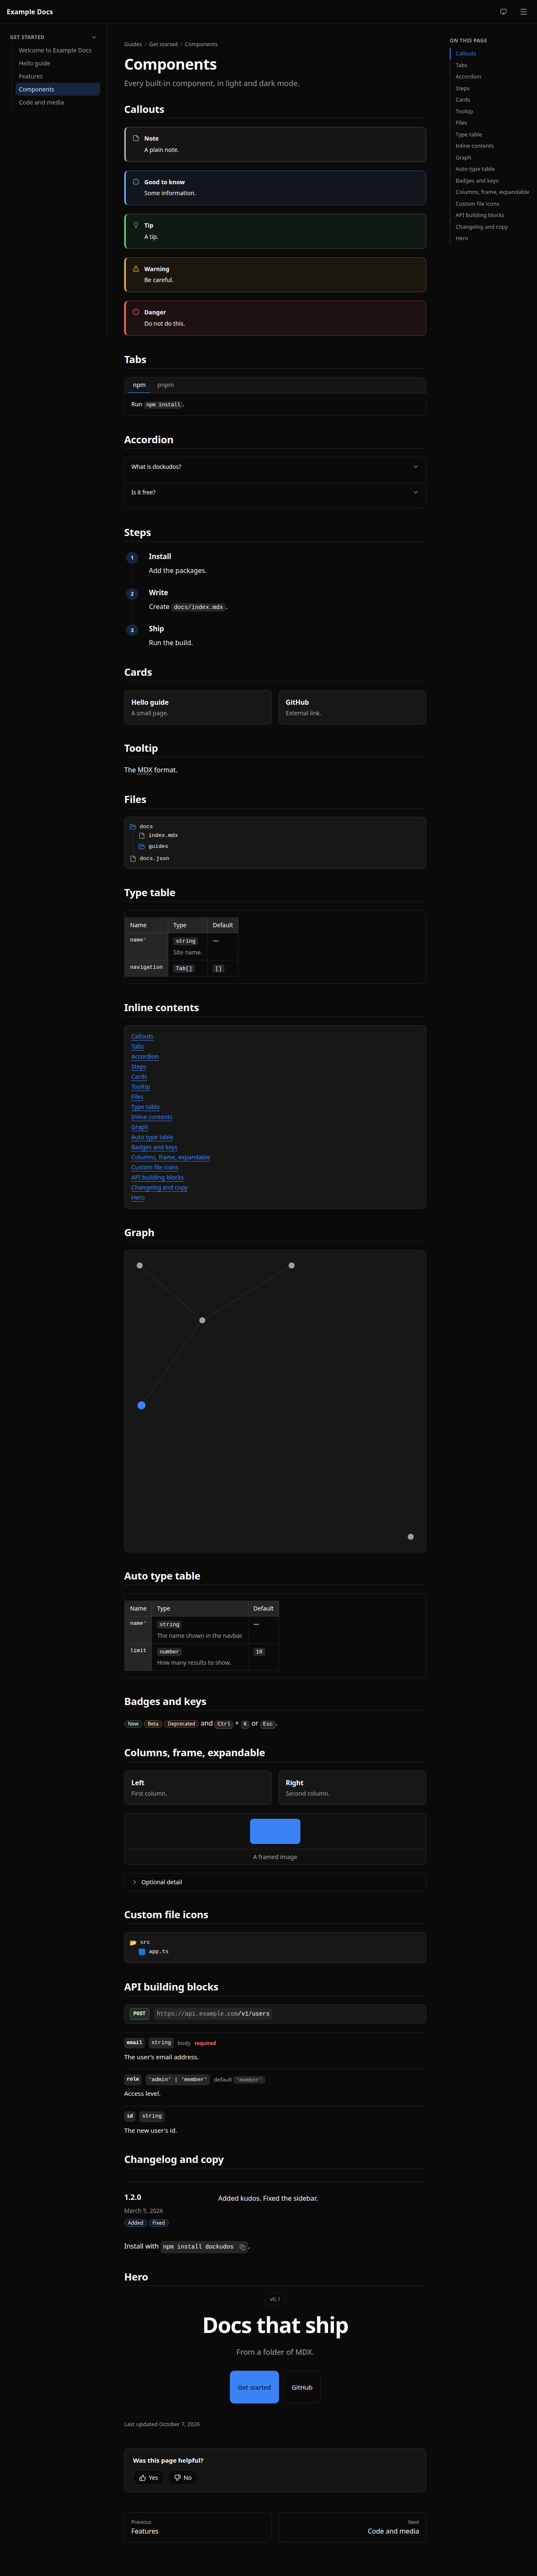 Example Docs
GET STARTED
Welcome to Example Docs
Hello guide
Features
Components
Code and media
Guides / Get started / Components
Components
Every built-in component, in light and dark mode.
Callouts
Note
A plain note.
Good to know
Some information.
Tip
A tip.
Warning
Be careful.
Danger
Do not do this.
Tabs
npm pnpm
Run npm install.
Accordion
What is dockudos?
Is it free?
Steps
1 Install
Add the packages.
2 Write
Create docs/index.mdx.
3 Ship
Run the build.
Cards
Hello guide
A small page.
GitHub
External link.
Tooltip
The MDX format.
Files
docs
index.mdx
guides
docs.json
Type table
Name Type Default
name* string —
Site name.
navigation Tab[] []
Inline contents
Callouts
Tabs
Accordion
Steps
Cards
Tooltip
Files
Type table
Inline contents
Graph
Auto type table
Badges and keys
Columns, frame, expandable
Custom file icons
API building blocks
Changelog and copy
Hero
Graph
Auto type table
Name Type Default
name* string —
The name shown in the navbar.
limit number 10
How many results to show.
Badges and keys
New Beta Deprecated and Ctrl + K or Esc.
Columns, frame, expandable
Left
First column.
Right
Second column.
A framed image
Optional detail
Custom file icons
src
app.ts
API building blocks
POST https://api.example.com/v1/users
email string body required
The user's email address.
role 'admin' | 'member' default 'member'
Access level.
id string
The new user's id.
Changelog and copy
1.2.0
March 5, 2026
Added Fixed
Added kudos. Fixed the sidebar.
Install with npm install dockudos.
Hero
v0.1
Docs that ship
From a folder of MDX.
Get started GitHub
Last updated October 7, 2026
Was this page helpful?
Yes No
Previous
Features
Next
Code and media
ON THIS PAGE
Callouts
Tabs
Accordion
Steps
Cards
Tooltip
Files
Type table
Inline contents
Graph
Auto type table
Badges and keys
Columns, frame, expandable
Custom file icons
API building blocks
Changelog and copy
Hero